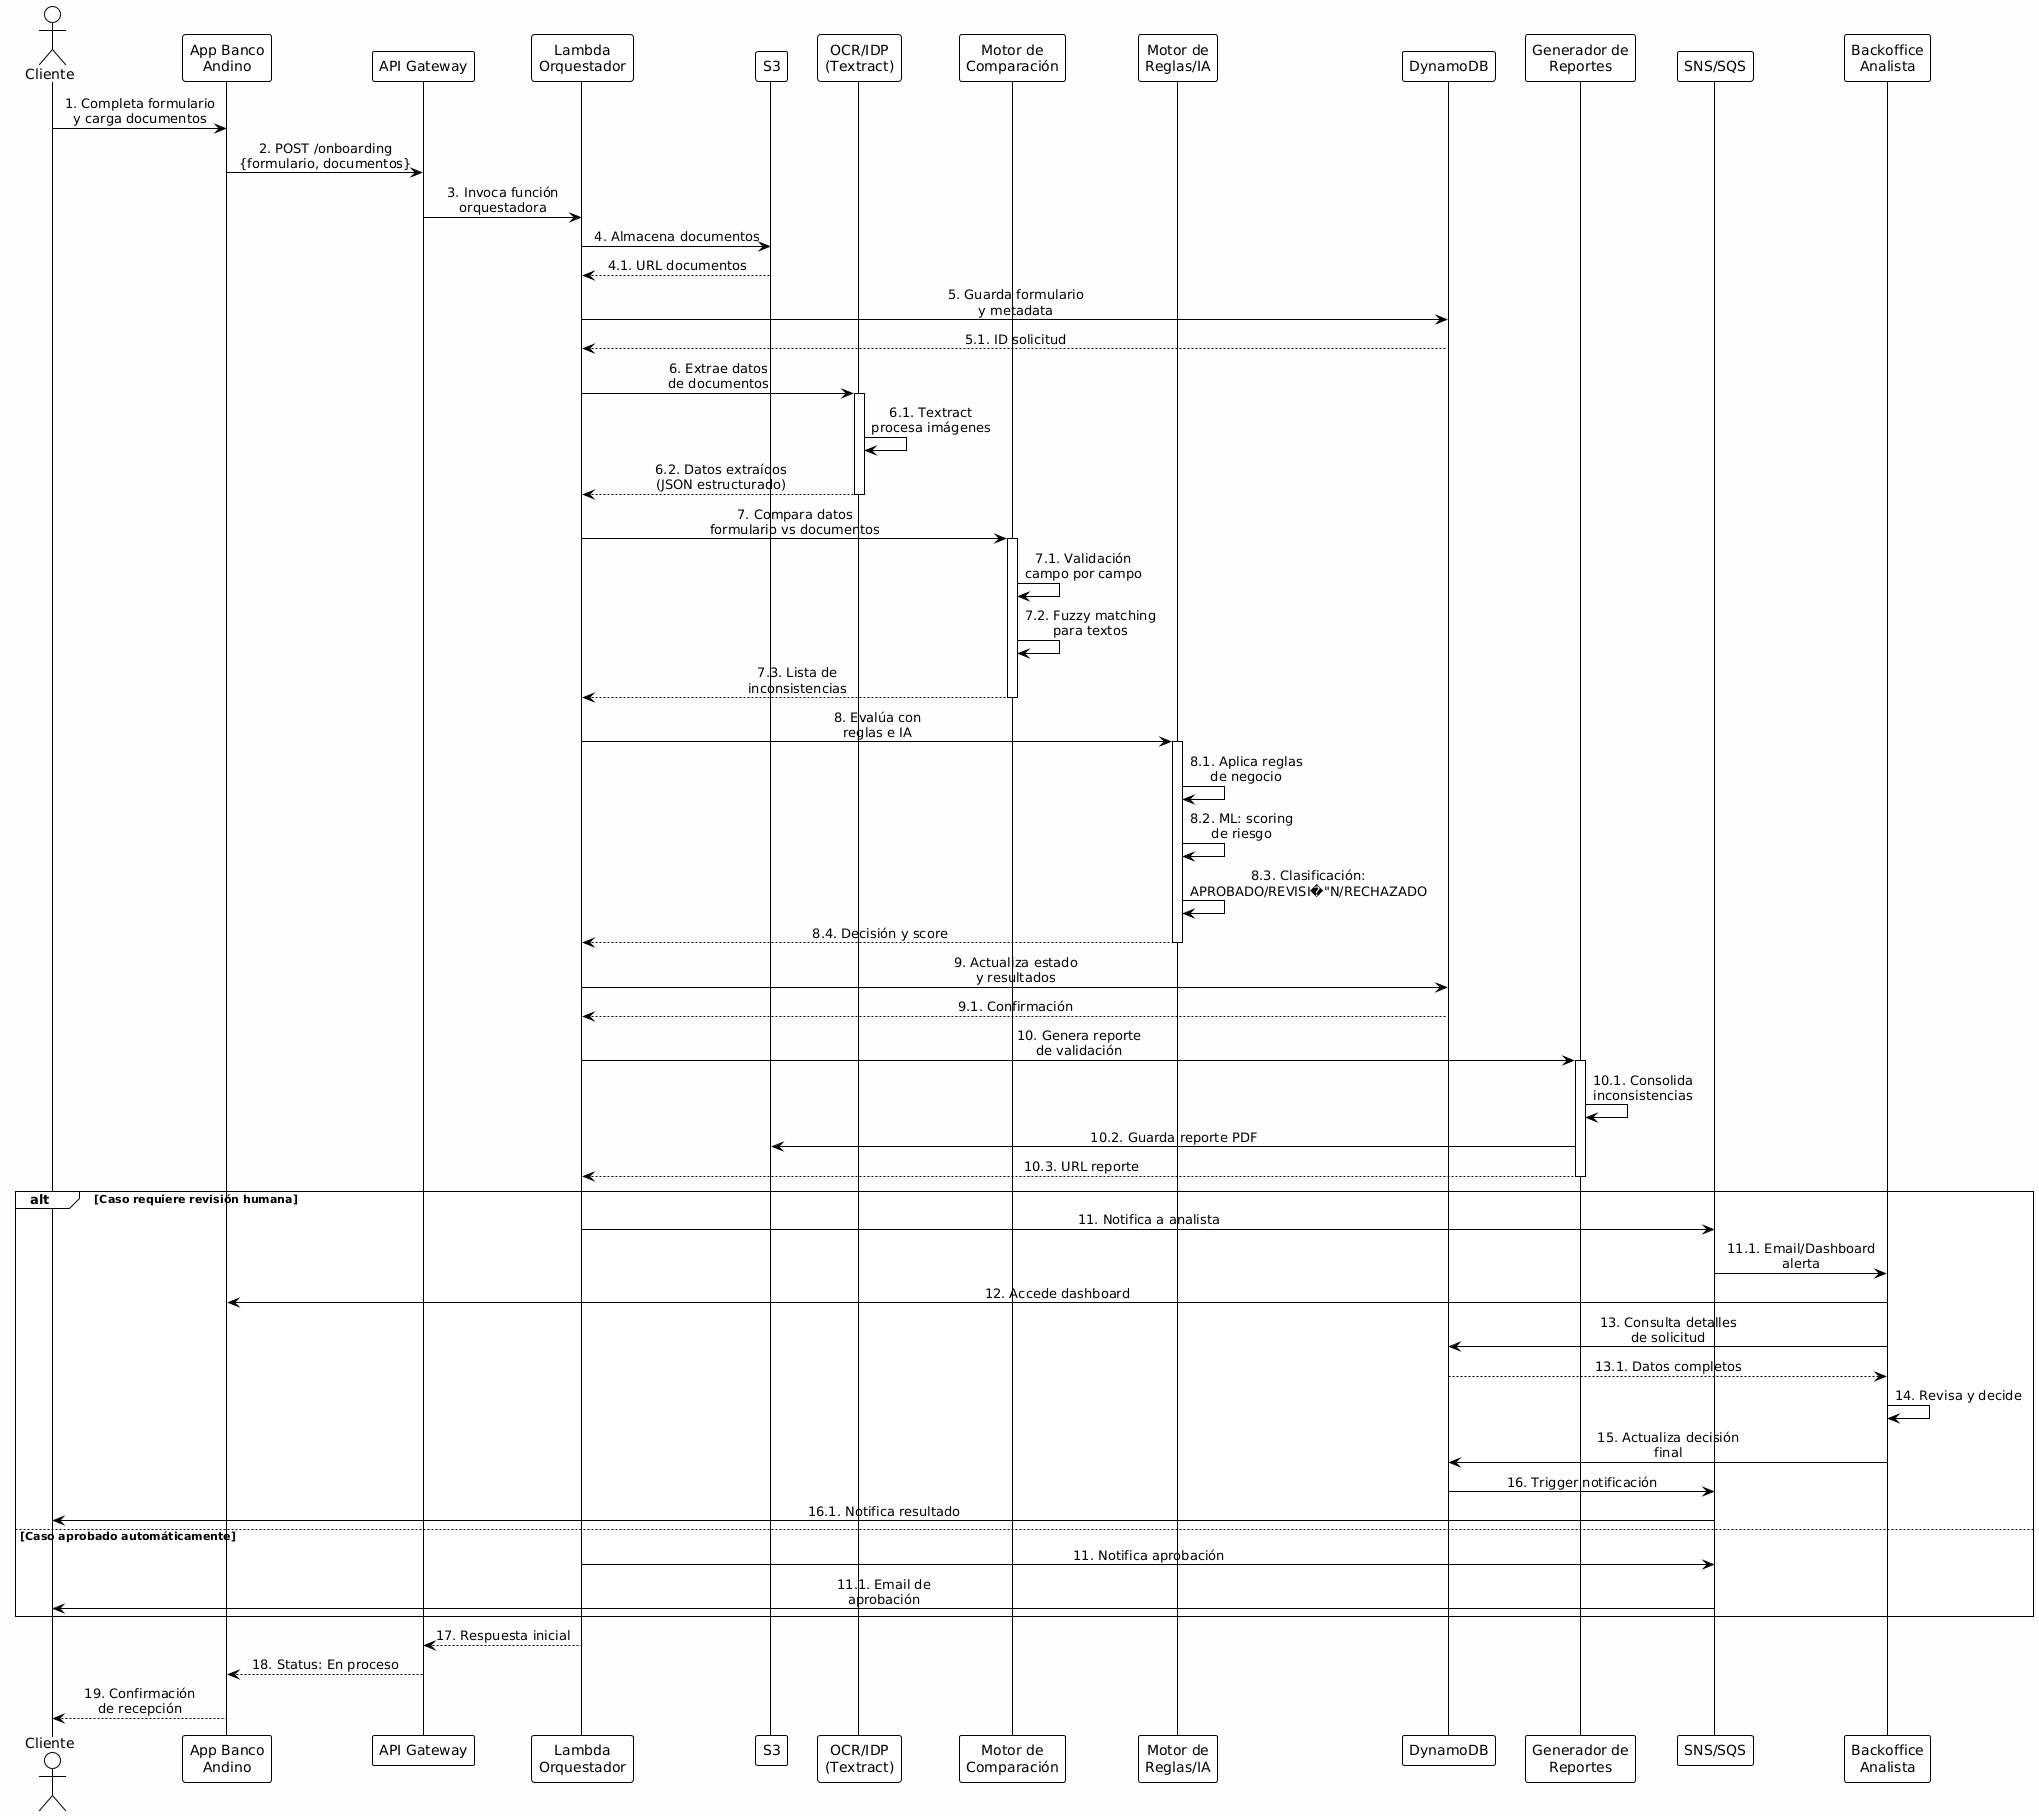 Cliente
App Banco
Andino
API Gateway
Lambda
Orquestador
S3
OCR/IDP
(Textract)
Motor de
Comparación
Motor de
Reglas/IA
DynamoDB
Generador de
Reportes
SNS/SQS
Backoffice
Analista
1. Completa formulario
y carga documentos
2. POST /onboarding
{formulario, documentos}
3. Invoca función
orquestadora
4. Almacena documentos
4.1. URL documentos
5. Guarda formulario
y metadata
5.1. ID solicitud
6. Extrae datos
de documentos
6.1. Textract
procesa imágenes
6.2. Datos extraídos
(JSON estructurado)
7. Compara datos
formulario vs documentos
7.1. Validación
campo por campo
7.2. Fuzzy matching
para textos
7.3. Lista de
inconsistencias
8. Evalúa con
reglas e IA
8.1. Aplica reglas
de negocio
8.2. ML: scoring
de riesgo
8.3. Clasificación:
APROBADO/REVISI�"N/RECHAZADO
8.4. Decisión y score
9. Actualiza estado
y resultados
9.1. Confirmación
10. Genera reporte
de validación
10.1. Consolida
inconsistencias
10.2. Guarda reporte PDF
10.3. URL reporte
alt [Caso requiere revisión humana]
11. Notifica a analista
11.1. Email/Dashboard
alerta
12. Accede dashboard
13. Consulta detalles
de solicitud
13.1. Datos completos
14. Revisa y decide
15. Actualiza decisión
final
16. Trigger notificación
16.1. Notifica resultado
[Caso aprobado automáticamente]
11. Notifica aprobación
11.1. Email de
aprobación
17. Respuesta inicial
18. Status: En proceso
19. Confirmación
de recepción
Cliente
App Banco
Andino
API Gateway
Lambda
Orquestador
S3
OCR/IDP
(Textract)
Motor de
Comparación
Motor de
Reglas/IA
DynamoDB
Generador de
Reportes
SNS/SQS
Backoffice
Analista